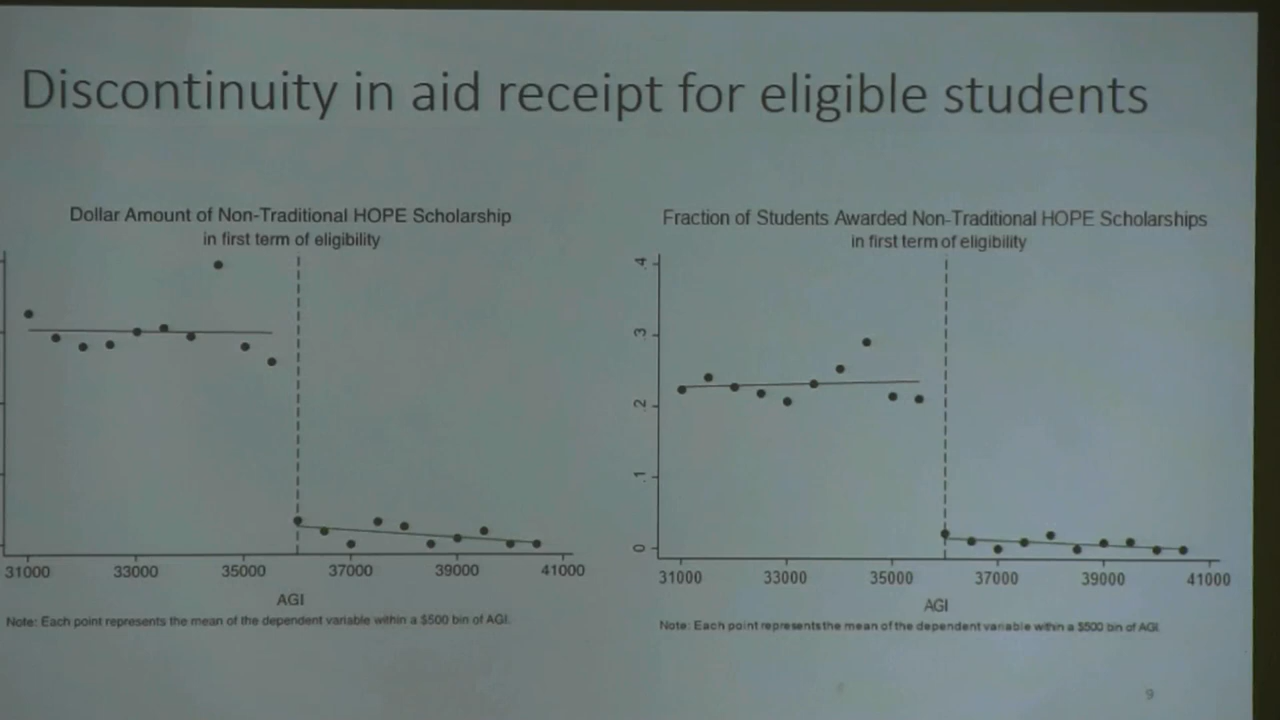 Discontinuity in aid receipt for eligible students
Dollar Amount of Non-Traditional HOPE Scholarship
in first term of eligibility
31000 33000 35000 37000 39000 41000
AGI
Note: Each point represents the mean of the dependent variable within a $500 bin of AGI.
Fraction of Students Awarded Non-Traditional HOPE Scholarships
in first term of eligibility
.4
.3
.2
.1
0
31000 33000 35000 37000 39000 41000
AGI
Note: Each point represents the mean of the dependent variable within a $500 bin of AGI.
9